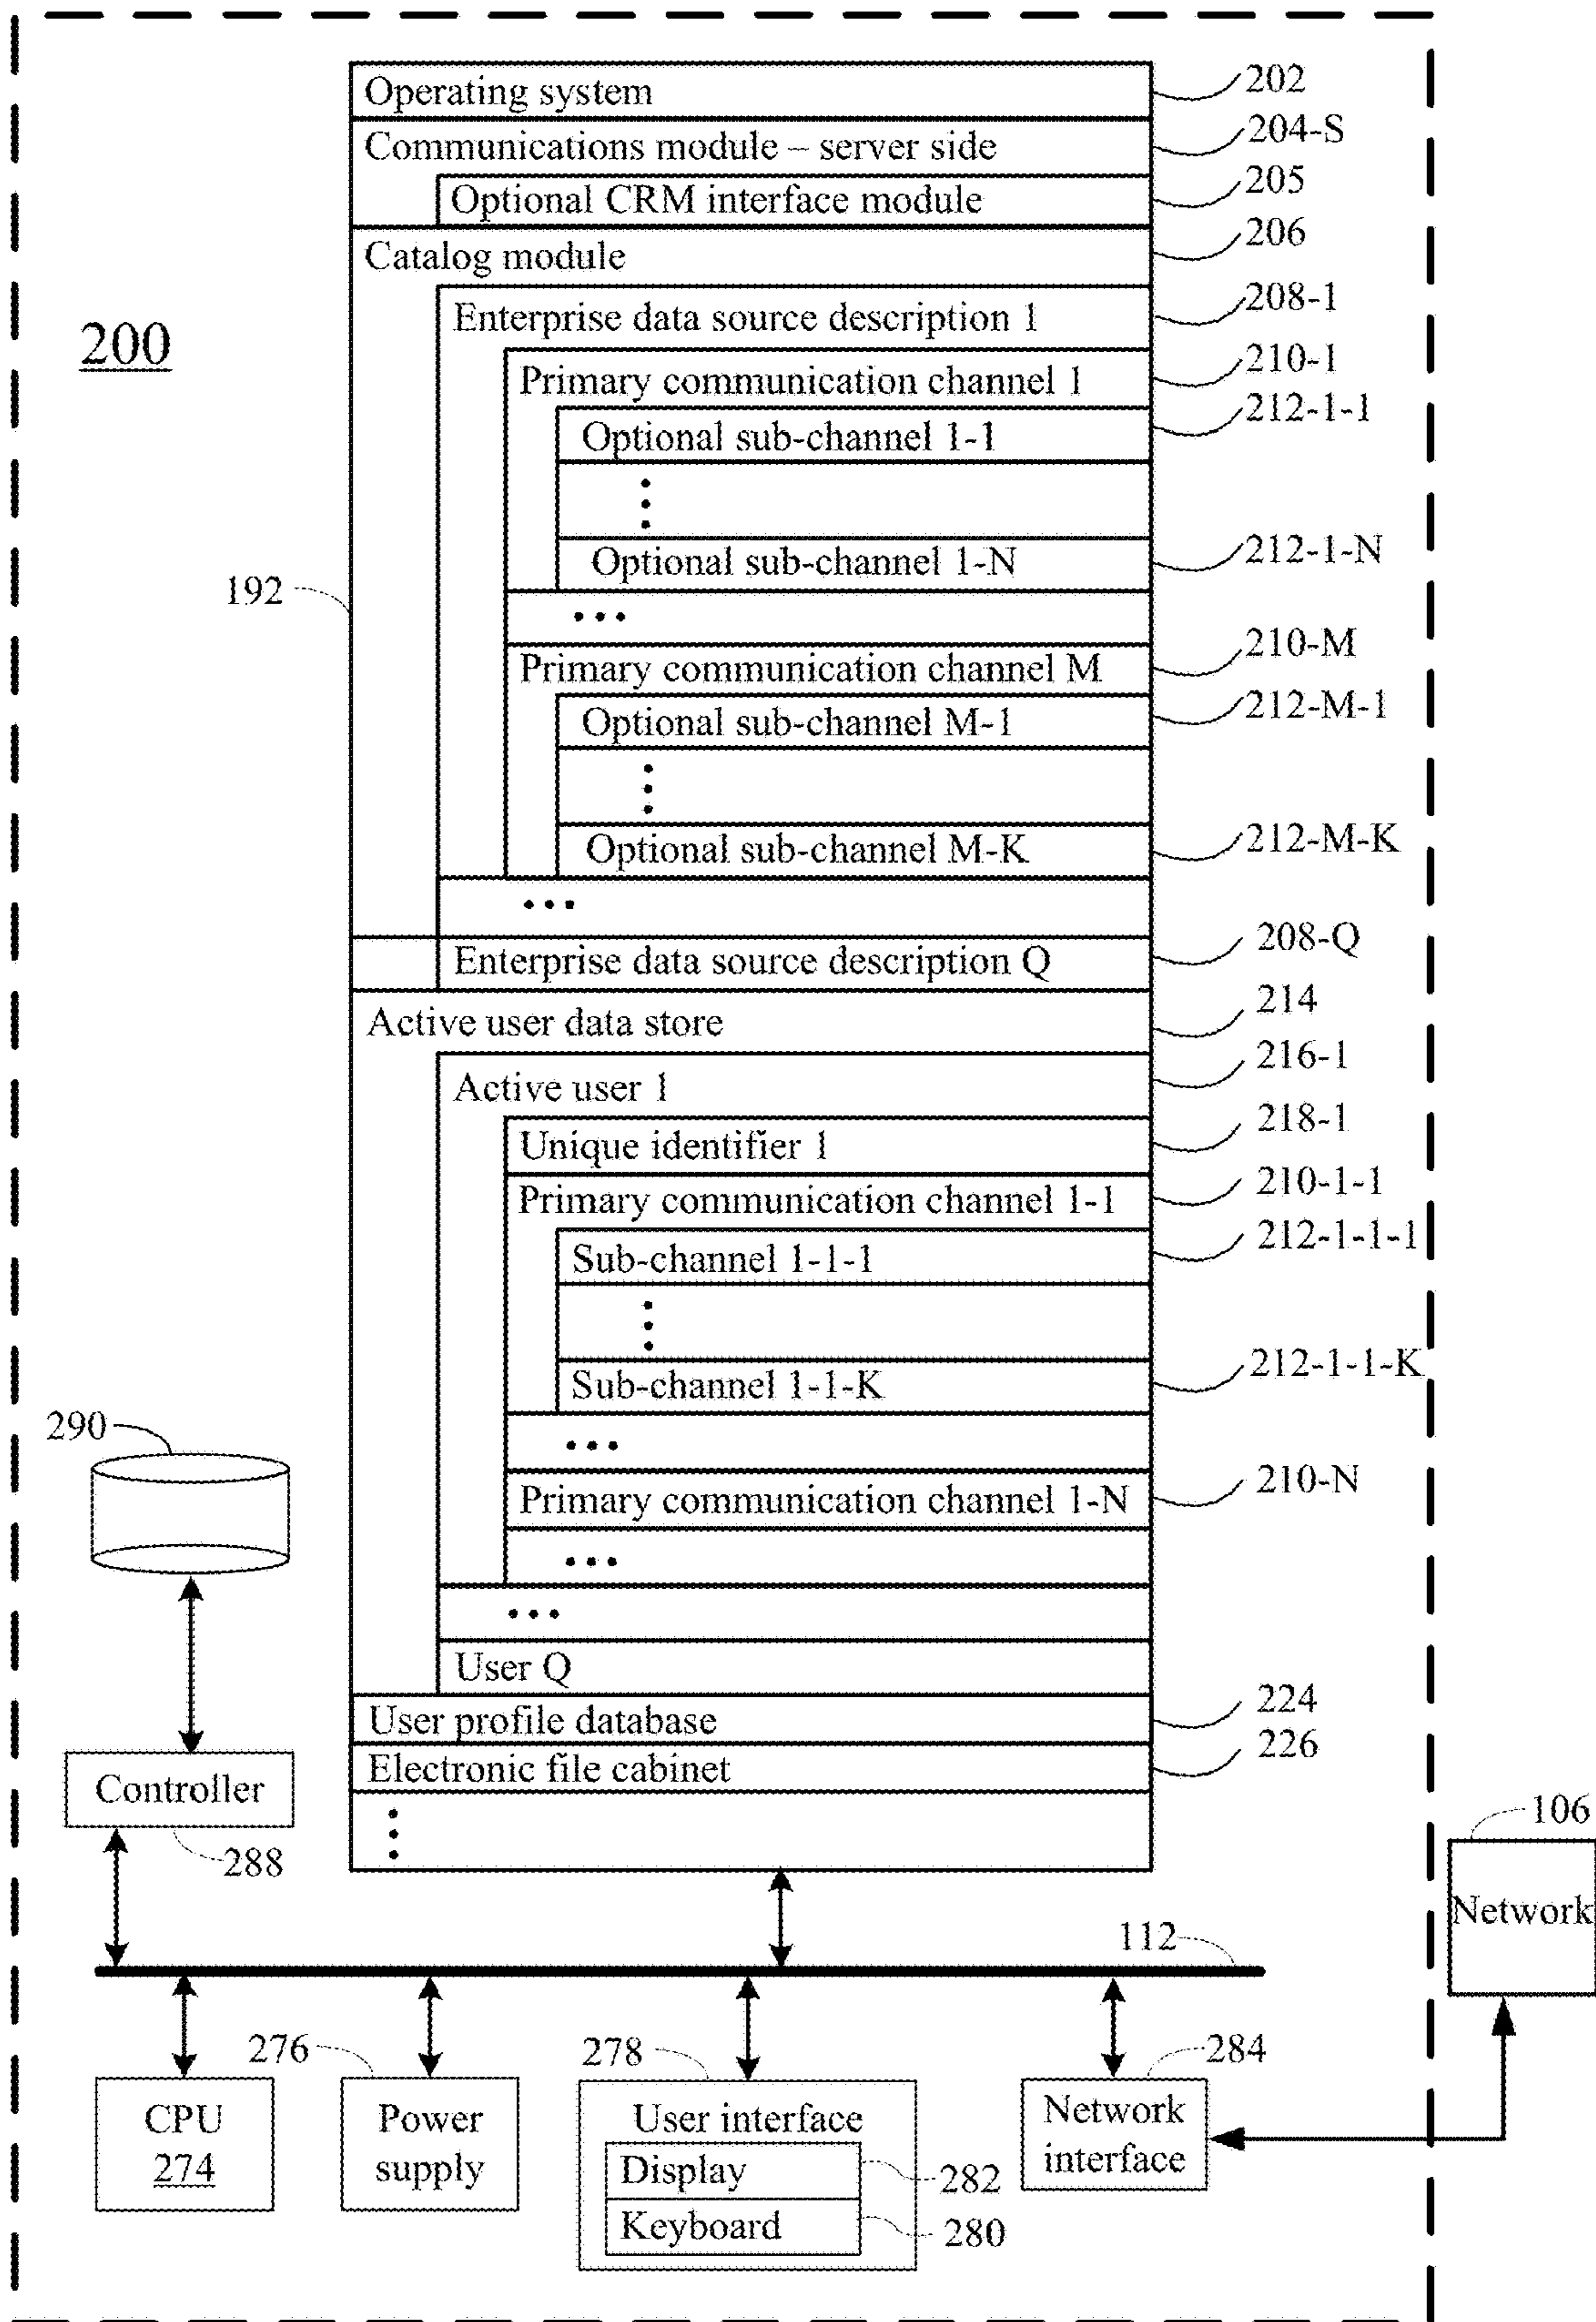 Operating system 202
Communications module – server side 204-S
Optional CRM interface module 205
Catalog module 206
Enterprise data source description 1 208-1
200
Primary communication channel 1 210-1
Optional sub-channel 1-1 212-1-1
Optional sub-channel 1-N 212-1-N
192
Primary communication channel M 210-M
Optional sub-channel M-1 212-M-1
Optional sub-channel M-K 212-M-K
Enterprise data source description Q 208-Q
Active user data store 214
Active user 1 216-1
Unique identifier 1 218-1
Primary communication channel 1-1 210-1-1
Sub-channel 1-1-1 212-1-1-1
Sub-channel 1-1-K 212-1-1-K
290
Primary communication channel 1-N 210-N
User Q
User profile database 224
Electronic file cabinet 226
Controller
288
106
Network
112
276
278
284
CPU
274
Power
supply
User interface
Display 282
Keyboard 280
Network
interface